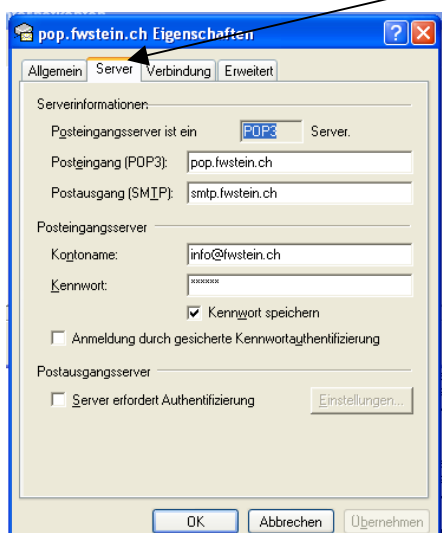 pop.fwstein.ch Eigenschaften
Allgemein Server Verbindung Erweitert
Serverinformationen:
Posteingangsserver ist ein POP3 Server.
Posteingang (POP3): pop.fwstein.ch
Postausgang (SMTP): smtp.fwstein.ch
Posteingangsserver
Kontoname: info@fwstein.ch
Kennwort: ××××××
Kennwort speichern
Anmeldung durch gesicherte Kennwortauthentifizierung
Postausgangsserver
Server erfordert Authentifizierung Einstellungen...
OK Abbrechen Übernehmen